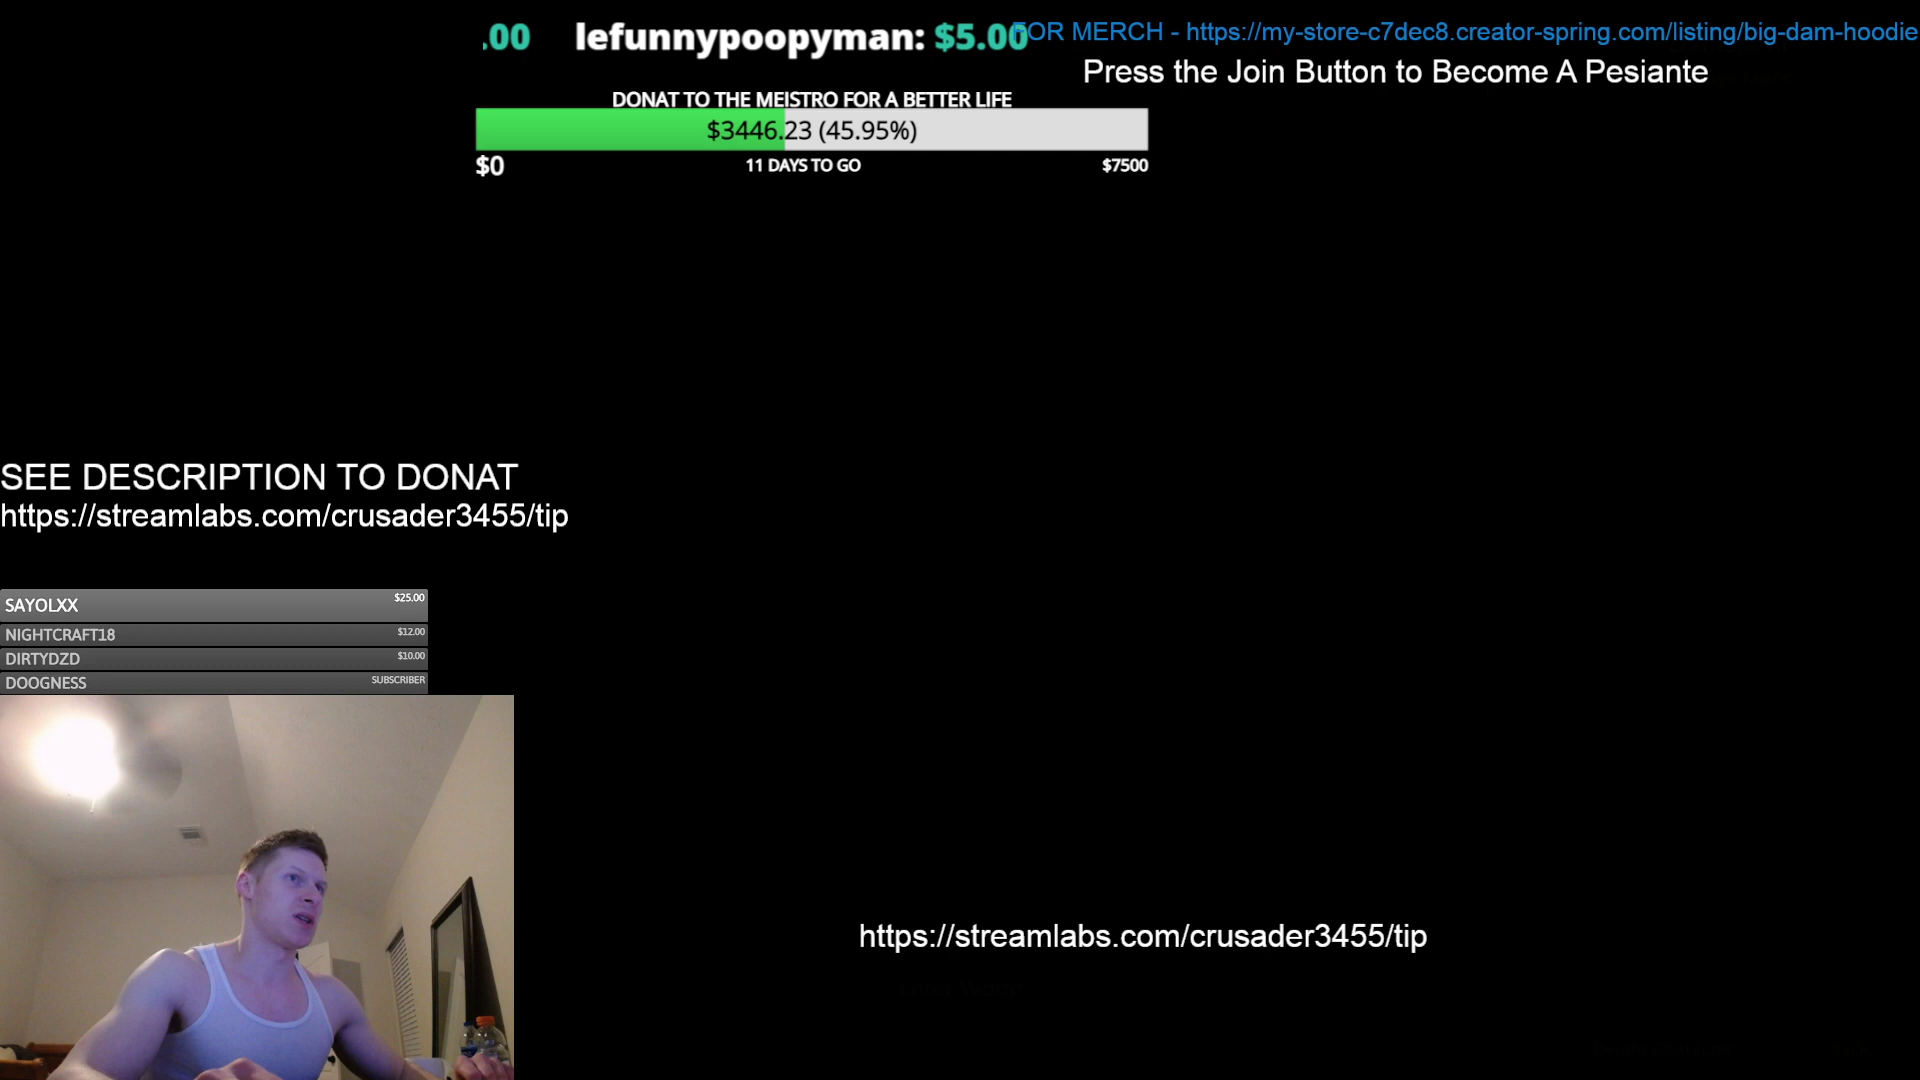 .00 lefunnypoopyman: $5.00
FOR MERCH - https://my-store-c7dec8.creator-spring.com/listing/big-dam-hoodie
Press the Join Button to Become A Pesiante
DONAT TO THE MEISTRO FOR A BETTER LIFE
$3446.23 (45.95%)
$0 11 DAYS TO GO $7500
SEE DESCRIPTION TO DONAT
https://streamlabs.com/crusader3455/tip
SAYOLXX $25.00
NIGHTCRAFT18 $12.00
DIRTYDZD $10.00
DOOGNESS SUBSCRIBER
https://streamlabs.com/crusader3455/tip